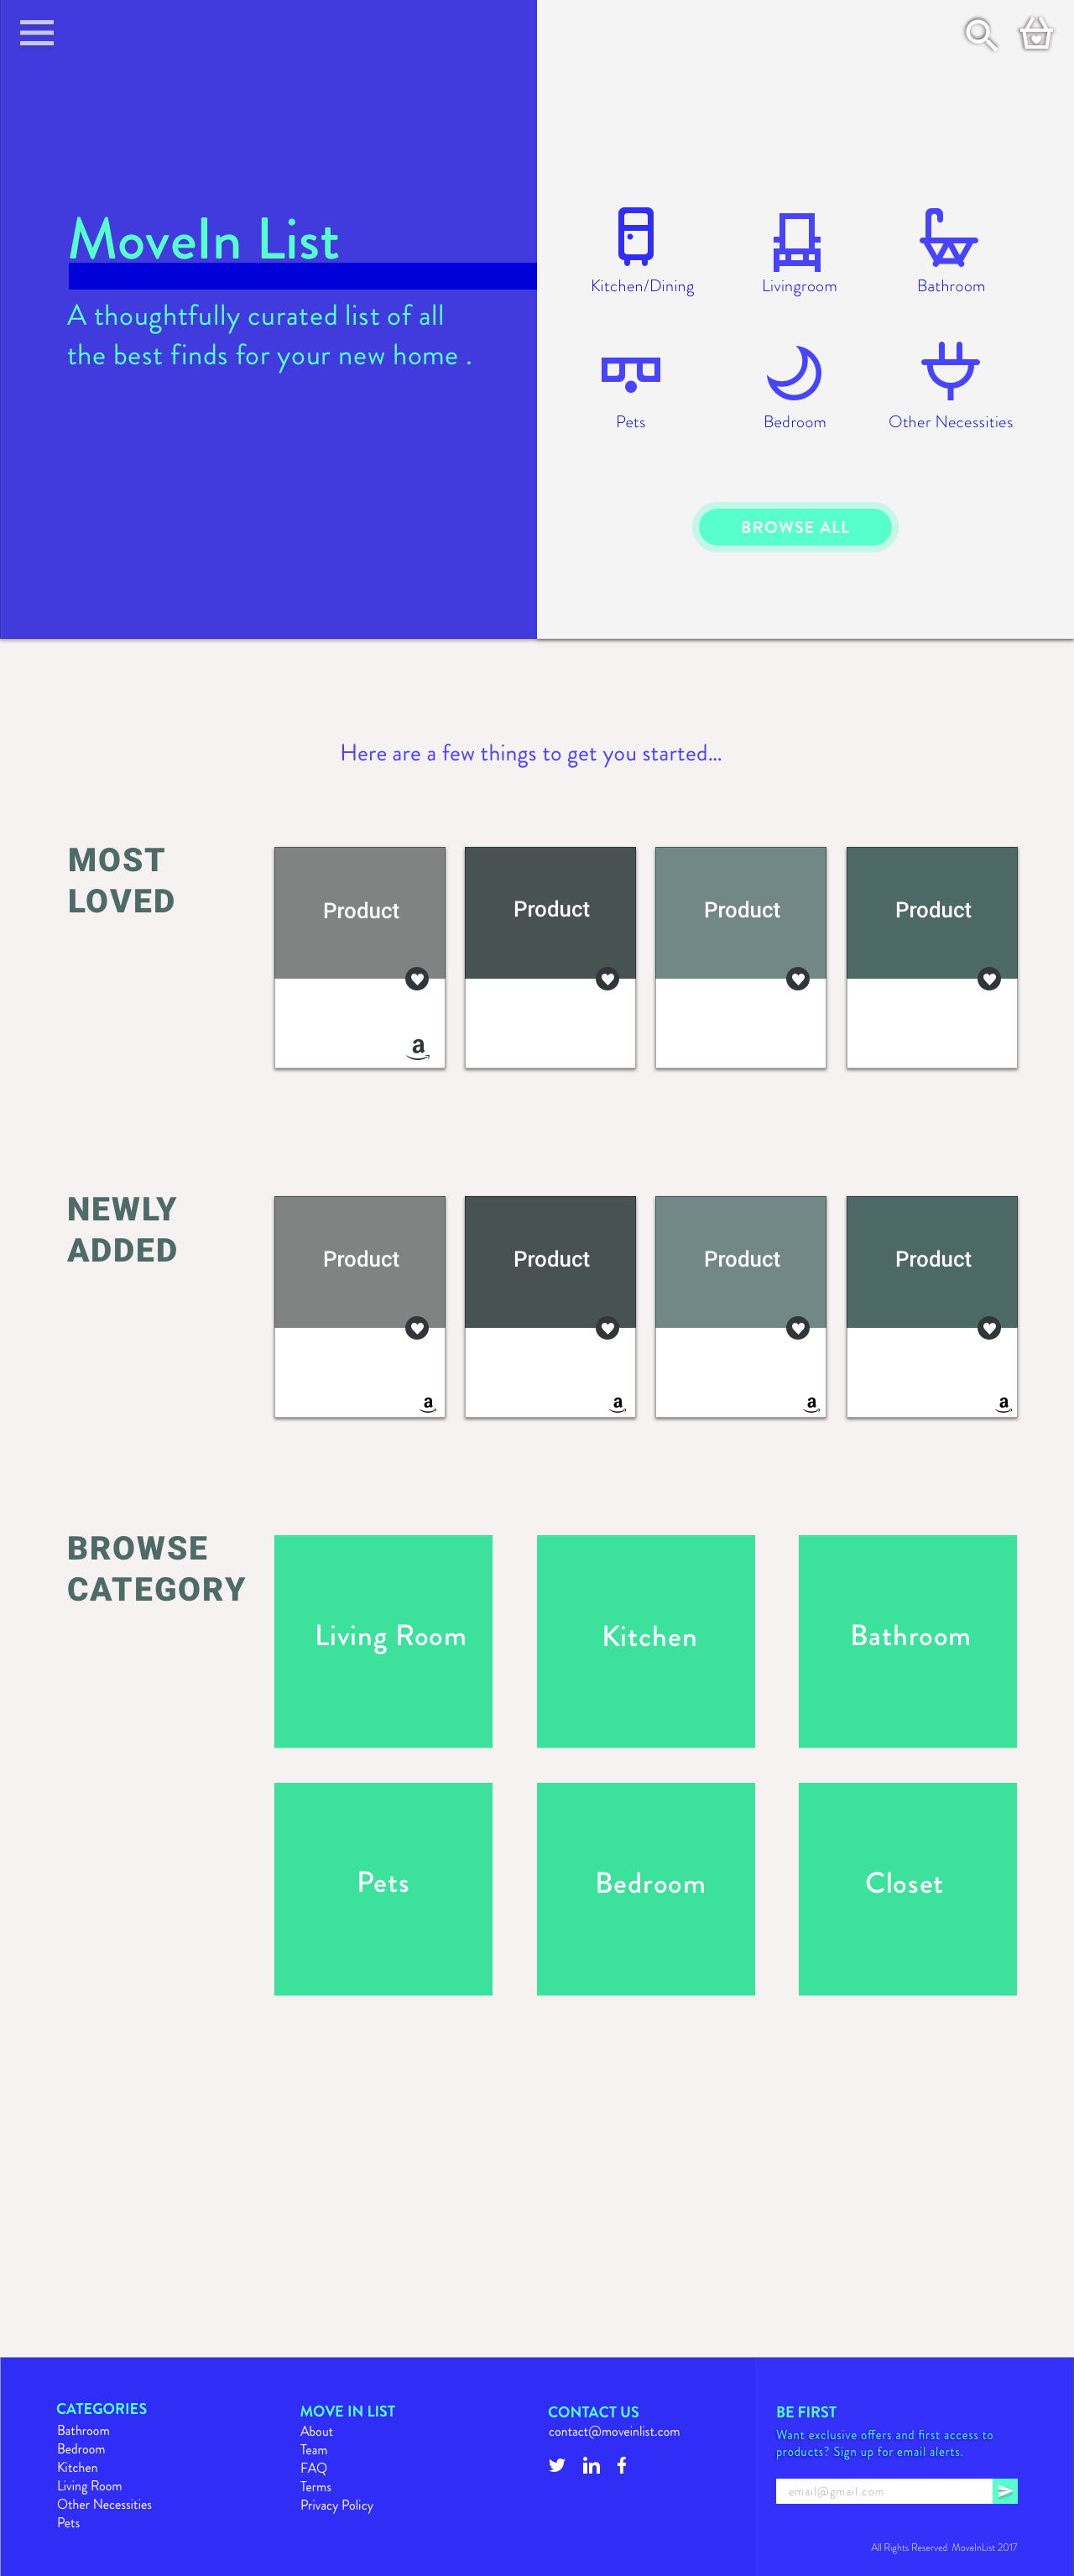 MoveIn List
A thoughtfully curated list of all
the best finds for your new home .
Kitchen/Dining
Livingroom
Bathroom
Pets
Bedroom
Other Necessities
BROWSE ALL
Here are a few things to get you started...
MOST
LOVED
Product
Product
Product
Product
a
NEWLY
ADDED
Product
Product
Product
Product
a
a
a
a
BROWSE
CATEGORY
Living Room
Kitchen
Bathroom
Pets
Bedroom
Closet
CATEGORIES
Bathroom
Bedroom
Kitchen
Living Room
Other Necessities
Pets
MOVE IN LIST
About
Team
FAQ
Terms
Privacy Policy
CONTACT US
contact@moveinlist.com
in
f
BE FIRST
Want exclusive offers and first access to
products? Sign up for email alerts.
email@gmail.com
All Rights Reserved MoveInList 2017